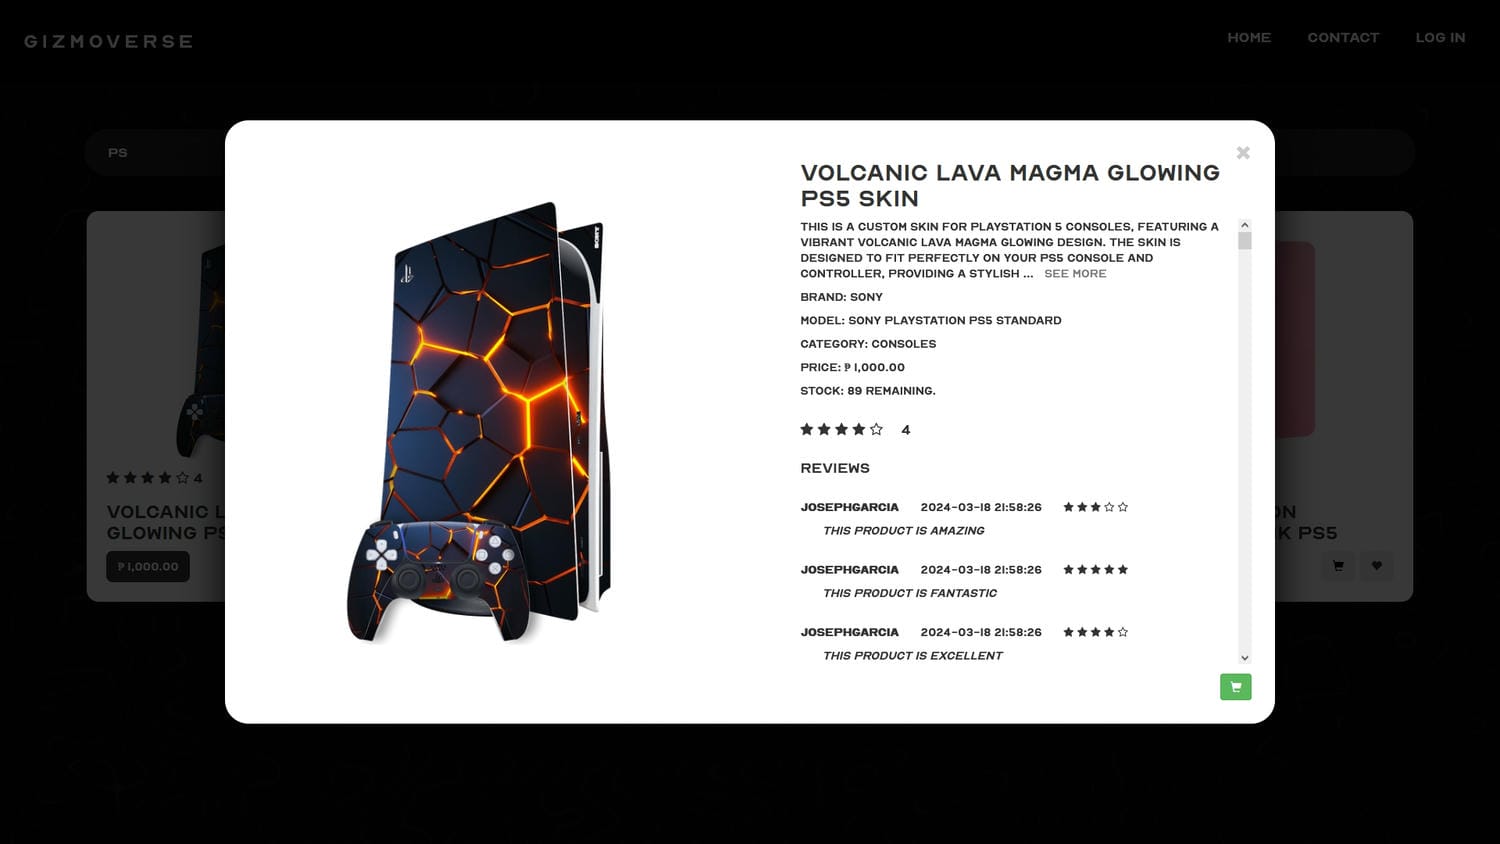 GIZMOVERSE
HOME CONTACT LOG IN
PS
VOLCANIC LAVA MAGMA GLOWING
PS5 SKIN
THIS IS A CUSTOM SKIN FOR PLAYSTATION 5 CONSOLES, FEATURING A
VIBRANT VOLCANIC LAVA MAGMA GLOWING DESIGN. THE SKIN IS
DESIGNED TO FIT PERFECTLY ON YOUR PS5 CONSOLE AND
CONTROLLER, PROVIDING A STYLISH ... SEE MORE
BRAND: SONY
MODEL: SONY PLAYSTATION PS5 STANDARD
CATEGORY: CONSOLES
PRICE: ₱ 1,000.00
STOCK: 89 REMAINING.
4
REVIEWS
JOSEPHGARCIA 2024-03-18 21:58:26
THIS PRODUCT IS AMAZING
JOSEPHGARCIA 2024-03-18 21:58:26
THIS PRODUCT IS FANTASTIC
JOSEPHGARCIA 2024-03-18 21:58:26
THIS PRODUCT IS EXCELLENT
SONY
4
VOLCANIC L
GLOWING PS
₱ 1,000.00
ON
K PS5